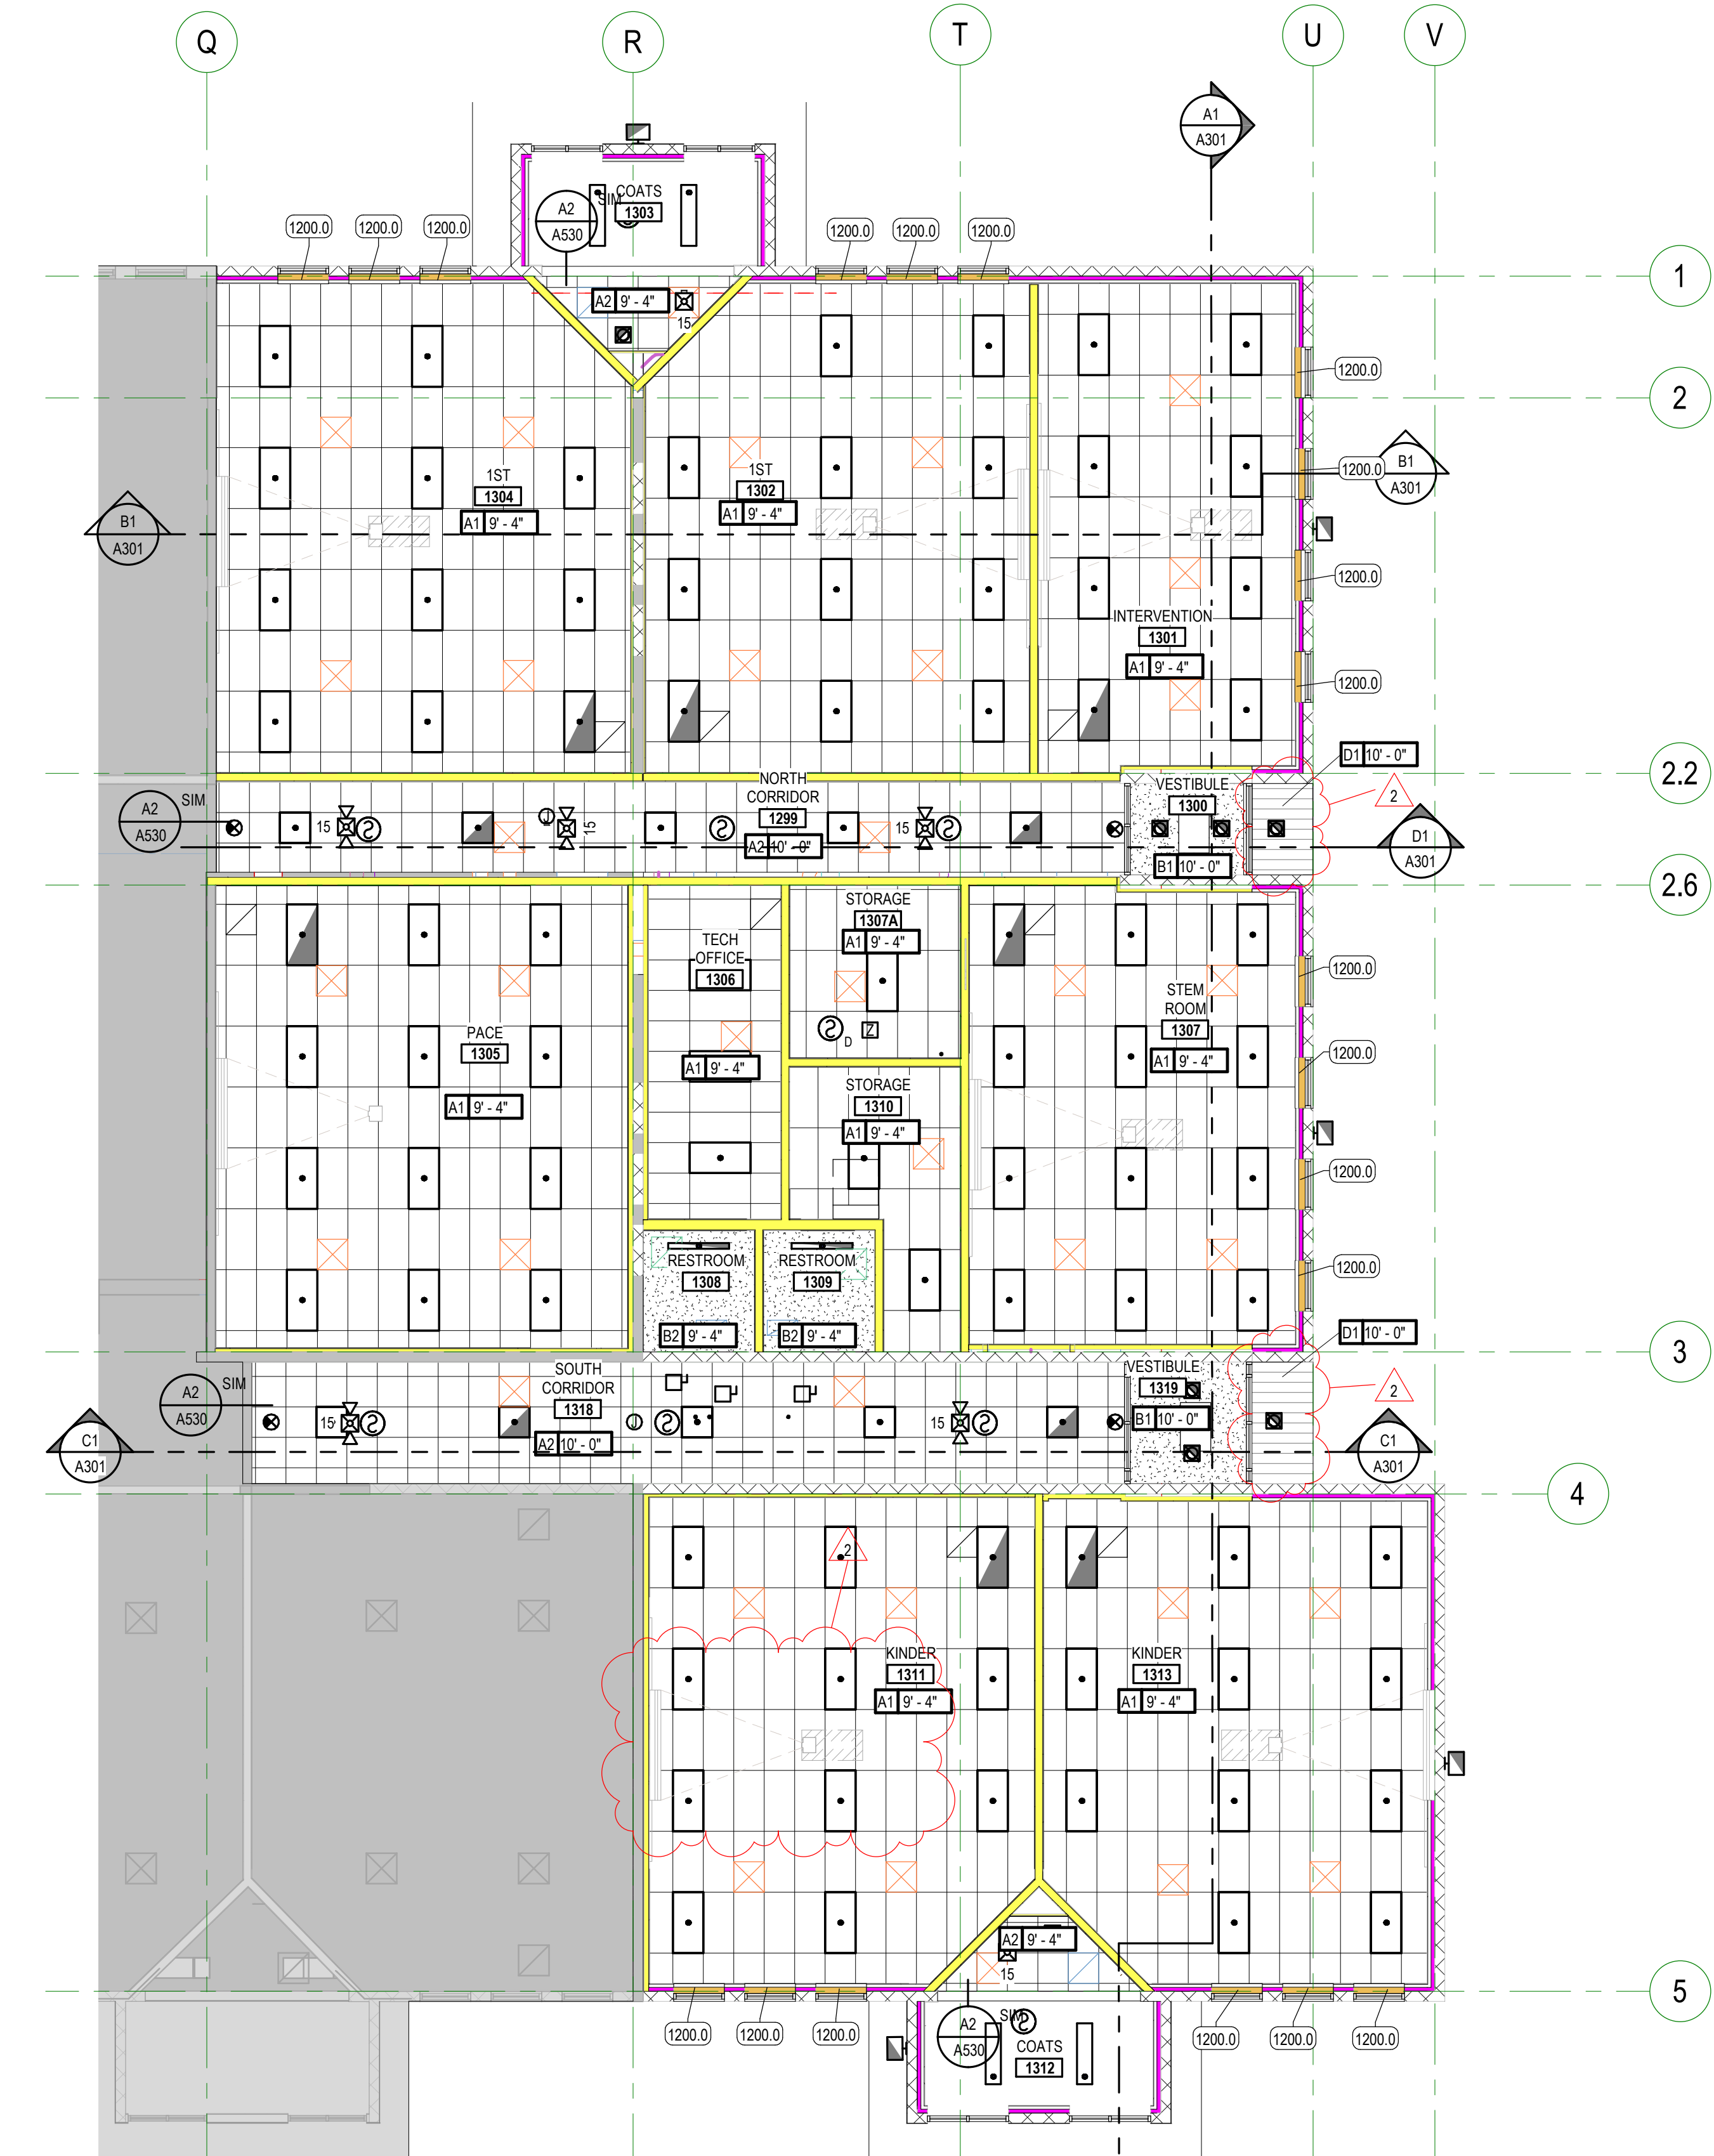 Q
R
T
U
V
A1
A301
COATS
SIM
1303
A2
A530
1200.0
1200.0
1200.0
1200.0
1200.0
1200.0
1
A2 9' - 4"
15
1200.0
2
1ST
1304
A1 9' - 4"
1ST
1302
A1 9' - 4"
1200.0
B1
A301
B1
A301
1200.0
INTERVENTION
1301
A1 9' - 4"
1200.0
D1 10' - 0"
2.2
2
A2
A530
SIM
15
15
NORTH
CORRIDOR
1299
A2 10' - 0"
15
VESTIBULE
1300
B1 10' - 0"
D1
A301
2.6
STORAGE
1307A
A1 9' - 4"
TECH
OFFICE
1306
A1 9' - 4"
1200.0
STEM
ROOM
1307
A1 9' - 4"
1200.0
PACE
1305
A1 9' - 4"
D
Z
STORAGE
1310
A1 9' - 4"
1200.0
RESTROOM
1308
B2 9' - 4"
RESTROOM
1309
B2 9' - 4"
1200.0
D1 10' - 0"
3
2
A2
A530
SIM
SOUTH
CORRIDOR
1318
A2 10' - 0"
15
J
15
VESTIBULE
1319
B1 10' - 0"
C1
A301
C1
A301
4
2
KINDER
1311
A1 9' - 4"
KINDER
1313
A1 9' - 4"
A2 9' - 4"
15
5
1200.0
1200.0
1200.0
1200.0
1200.0
1200.0
A2
A530
SIM
COATS
1312